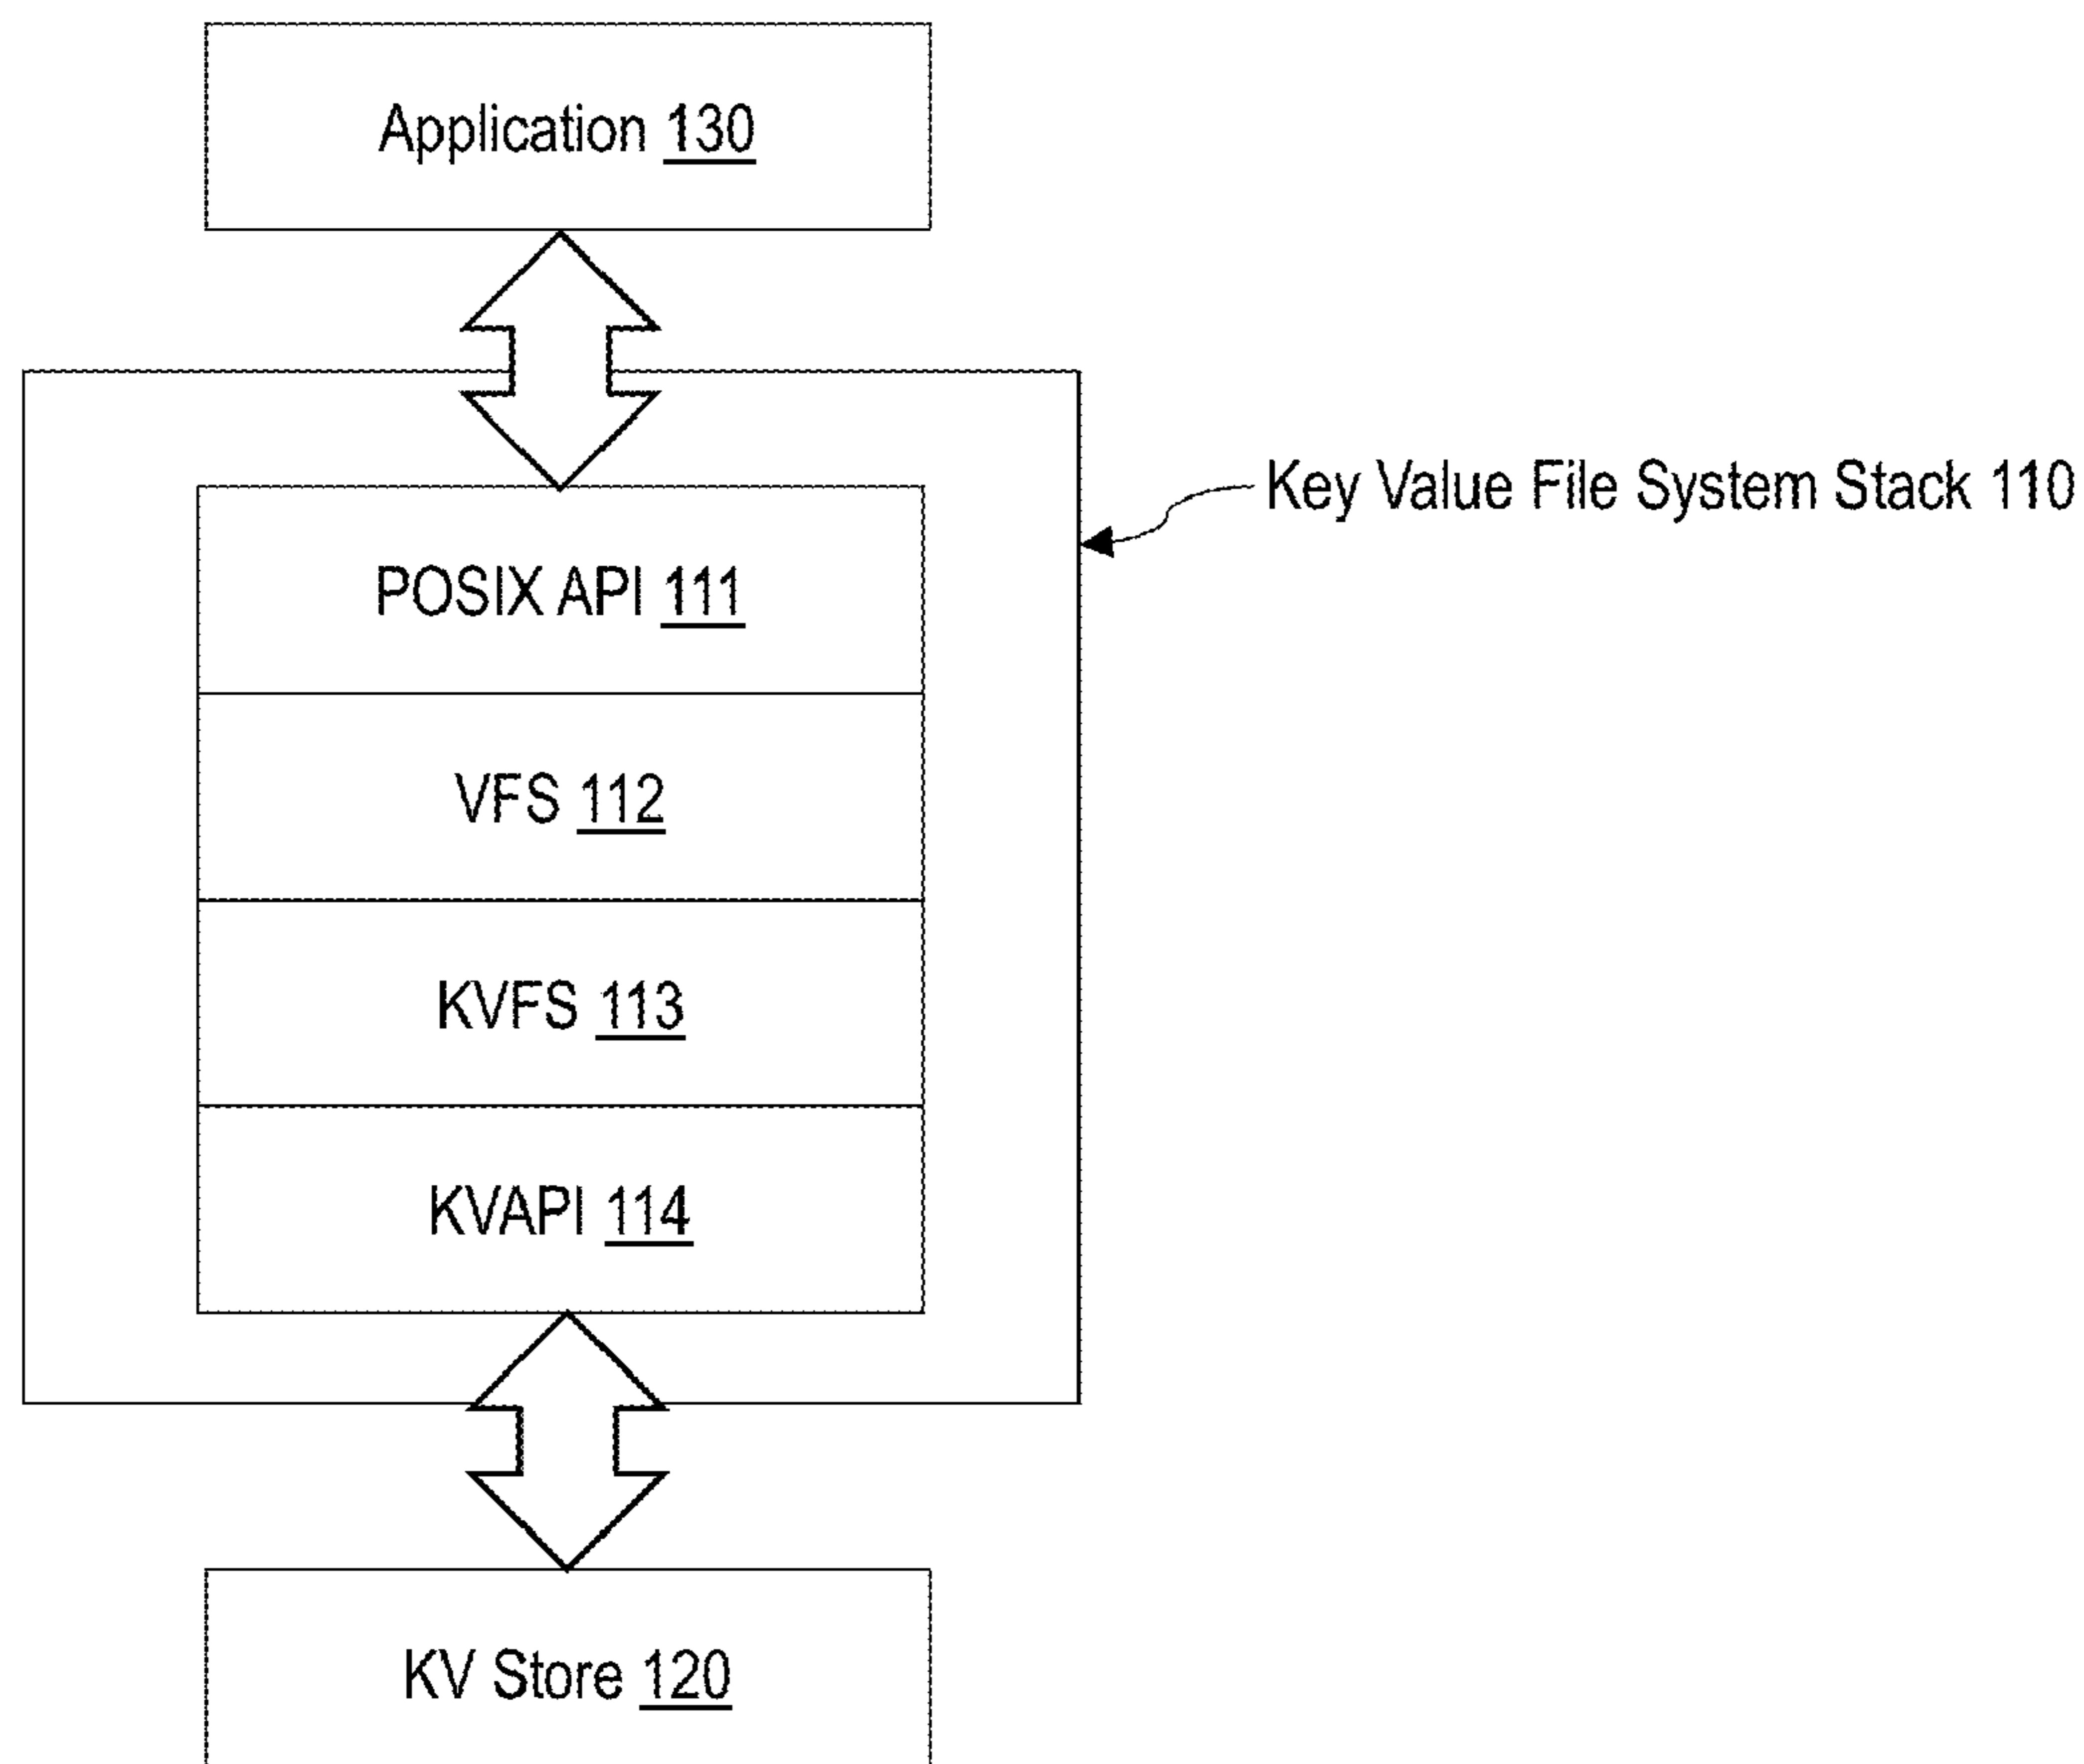 Application 130
Key Value File System Stack 110
POSIX API 111
VFS 112
KVFS 113
KVAPI 114
KV Store 120